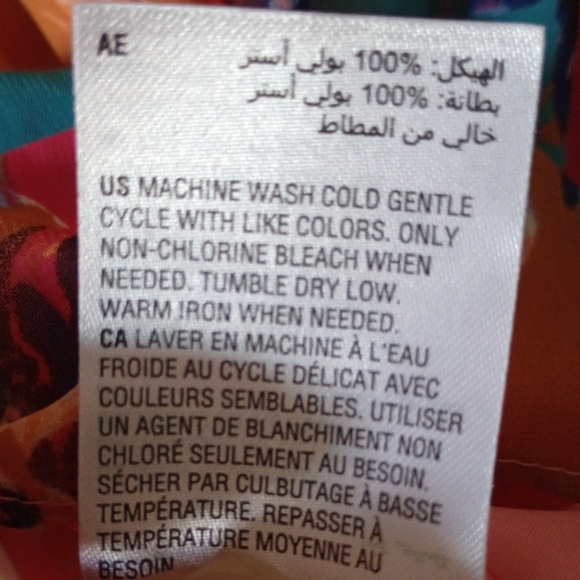 AE
الهيكل: %100 بولي أستر
بطانة: %100 بولي أستر
خالي من المطاط
US MACHINE WASH COLD GENTLE
CYCLE WITH LIKE COLORS. ONLY
NON-CHLORINE BLEACH WHEN
NEEDED. TUMBLE DRY LOW.
WARM IRON WHEN NEEDED.
CA LAVER EN MACHINE À L'EAU
FROIDE AU CYCLE DÉLICAT AVEC
COULEURS SEMBLABLES. UTILISER
UN AGENT DE BLANCHIMENT NON
CHLORÉ SEULEMENT AU BESOIN.
SÉCHER PAR CULBUTAGE À BASSE
TEMPÉRATURE. REPASSER À
TEMPÉRATURE MOYENNE AU
BESOIN